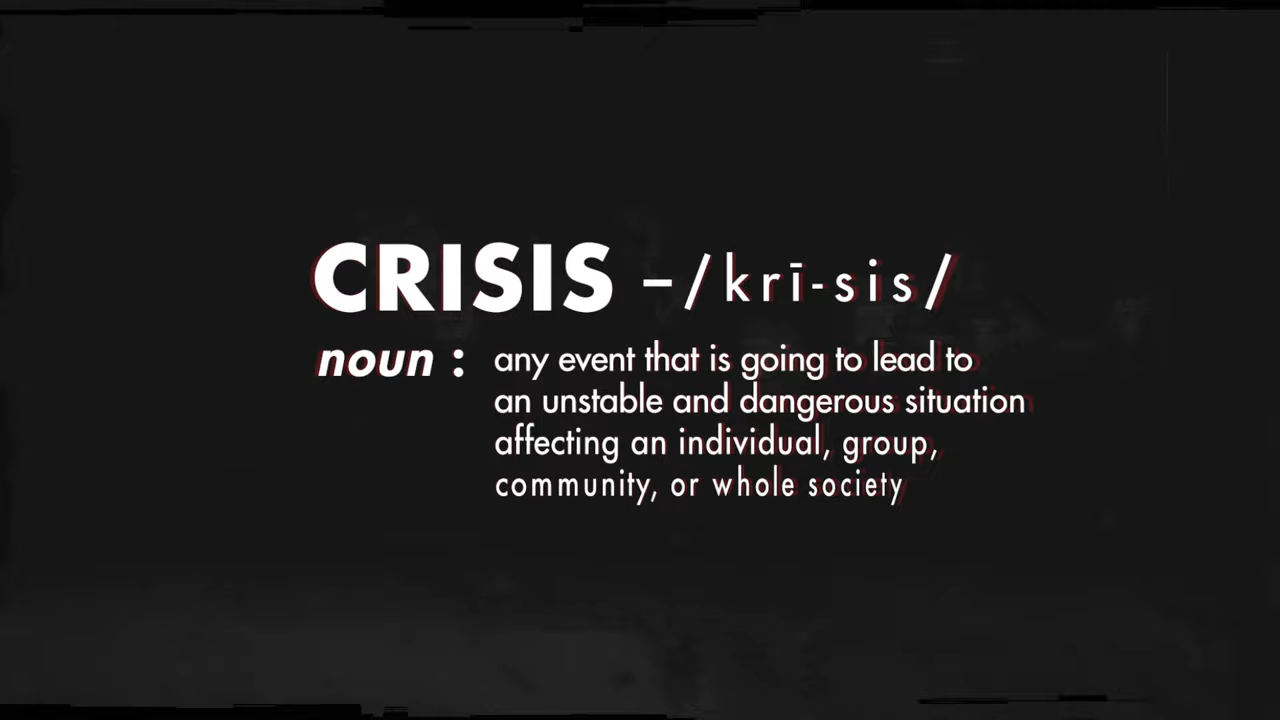 CRISIS –/krī-sis/
noun : any event that is going to lead to
an unstable and dangerous situation
affecting an individual, group,
community, or whole society